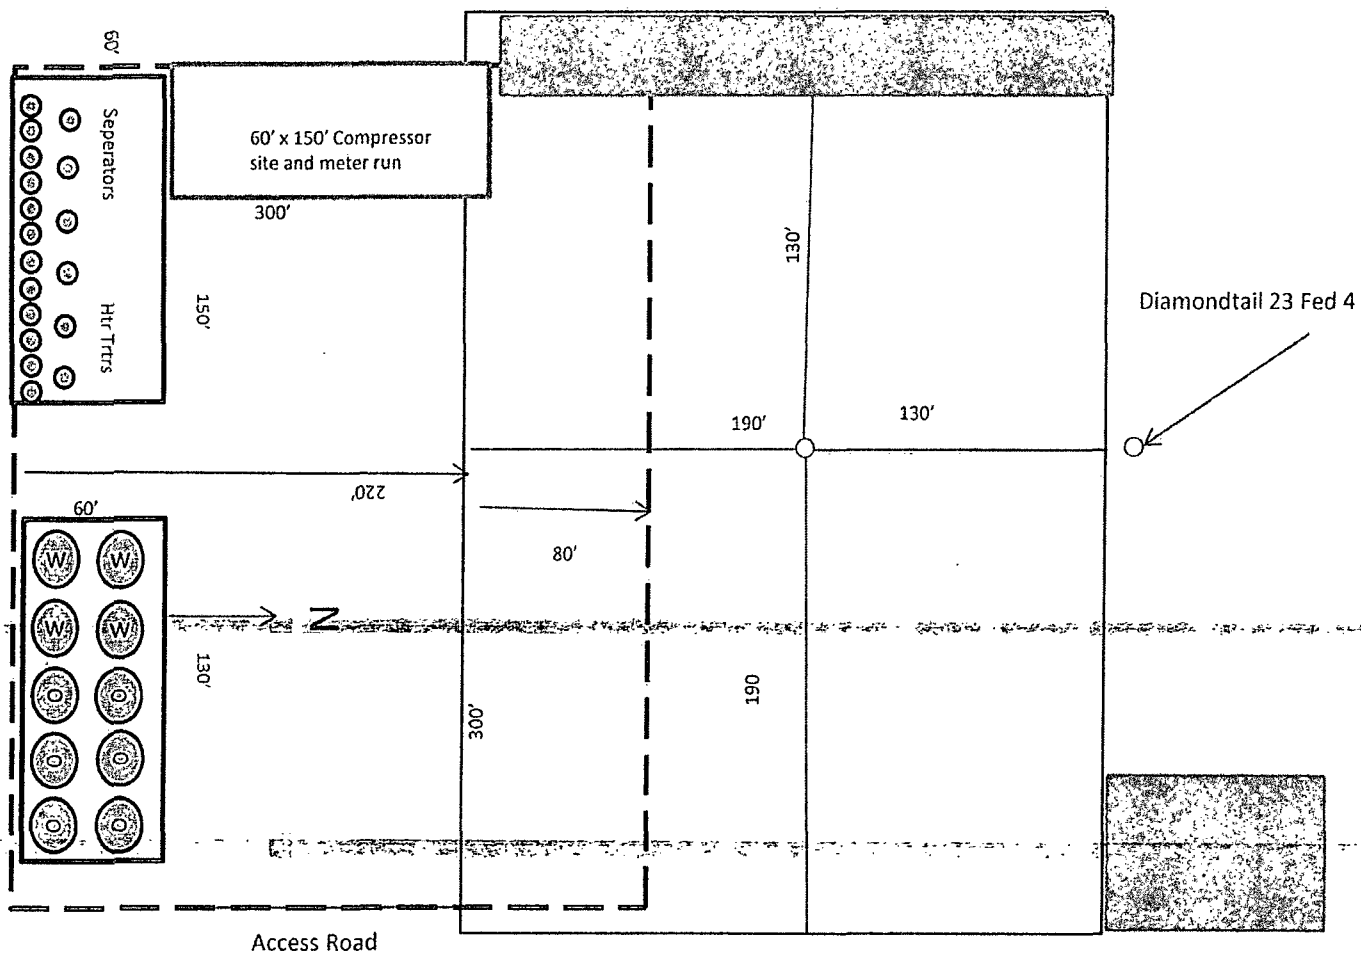 60'
Seperators
Htr Trtrs
60' x 150' Compressor
site and meter run
300'
150'
130'
Diamondtail 23 Fed 4
190'
130'
220'
60'
80'
W W
W W
N
130'
O O
O O
O O
190
300'
Access Road